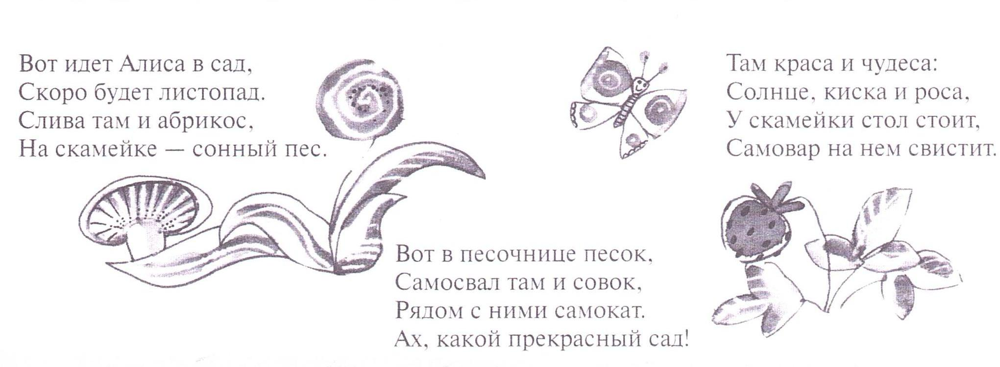 Вот идет Алиса в сад,
Скоро будет листопад.
Слива там и абрикос,
На скамейке — сонный пес.
Там краса и чудеса:
Солнце, киска и роса,
У скамейки стол стоит,
Самовар на нем свистит.
Вот в песочнице песок,
Самосвал там и совок,
Рядом с ними самокат.
Ах, какой прекрасный сад!